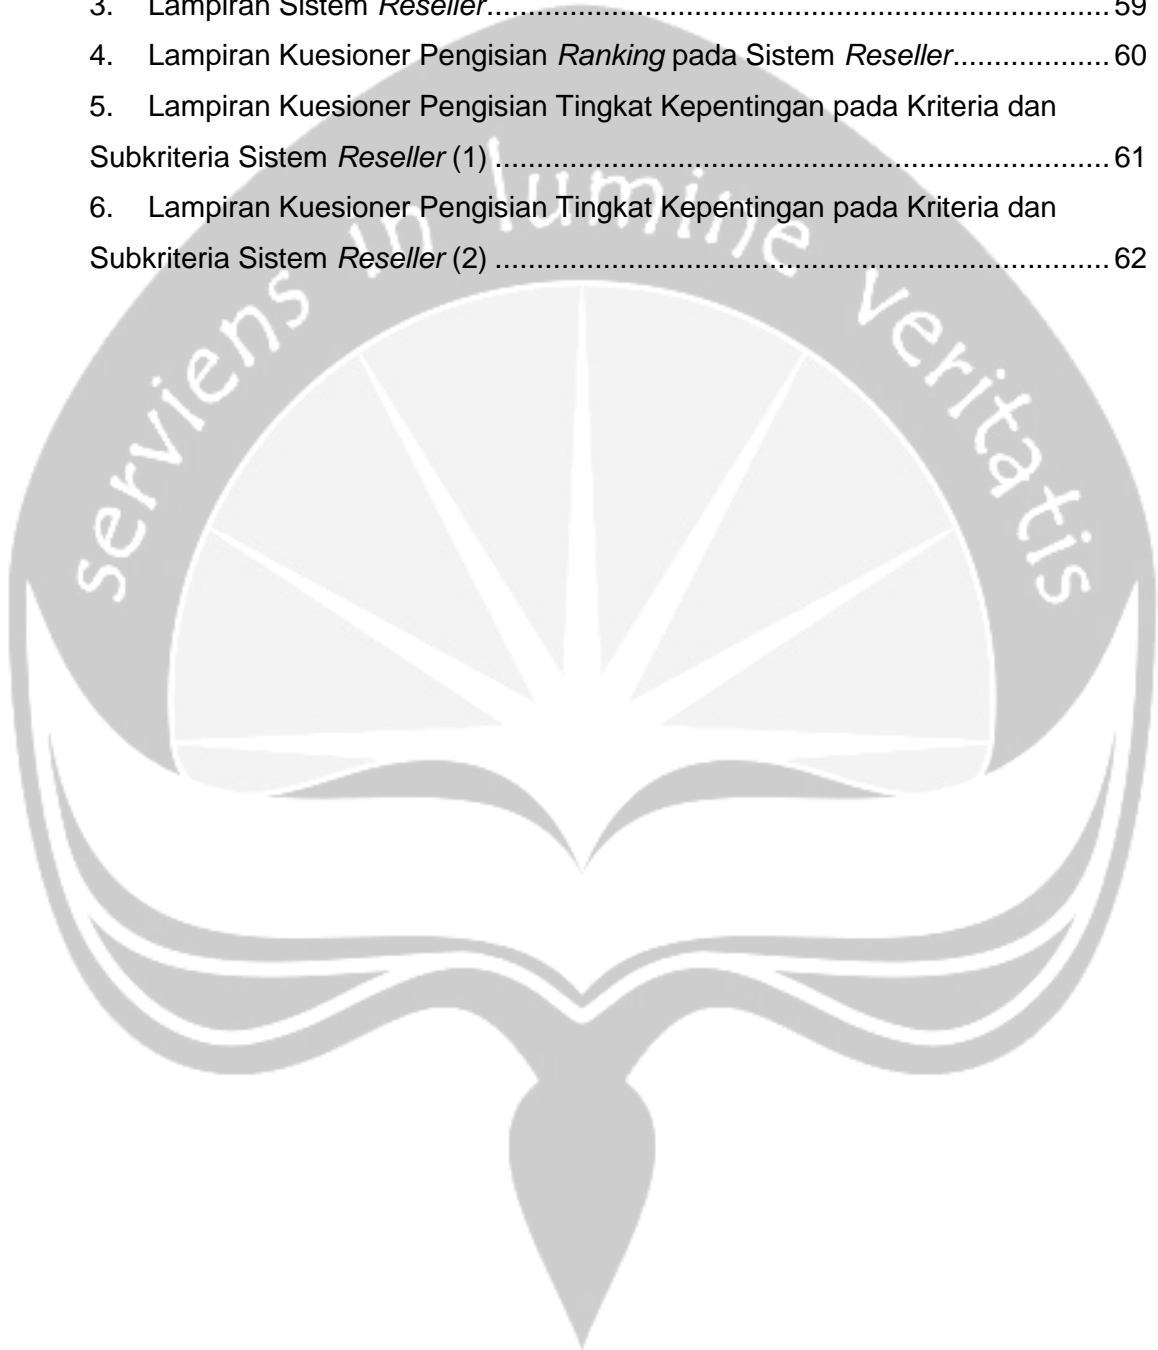 3. Lampiran Sistem Reseller........................................................................... 59
4. Lampiran Kuesioner Pengisian Ranking pada Sistem Reseller................... 60
5. Lampiran Kuesioner Pengisian Tingkat Kepentingan pada Kriteria dan
Subkriteria Sistem Reseller (1) .......................................................................... 61
6. Lampiran Kuesioner Pengisian Tingkat Kepentingan pada Kriteria dan
Subkriteria Sistem Reseller (2) .......................................................................... 62
serviens in lumine veritatis